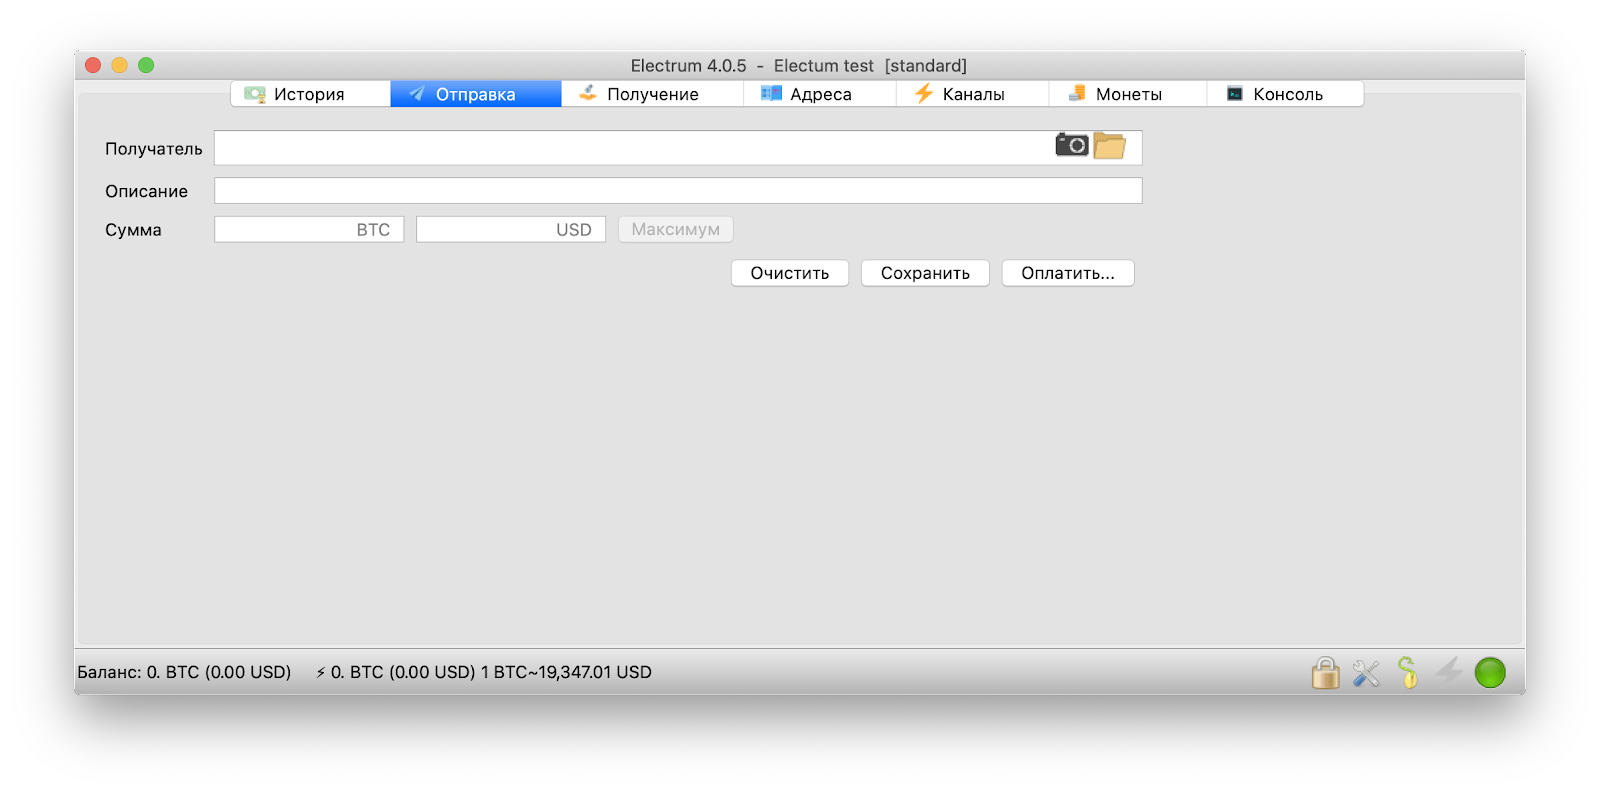 Electrum 4.0.5 - Electum test [standard]
История Отправка Получение Адреса Каналы Монеты Консоль
Получатель
Описание
Сумма BTC USD Максимум
Очистить Сохранить Оплатить...
Баланс: 0. BTC (0.00 USD) ⚡ 0. BTC (0.00 USD) 1 BTC~19,347.01 USD